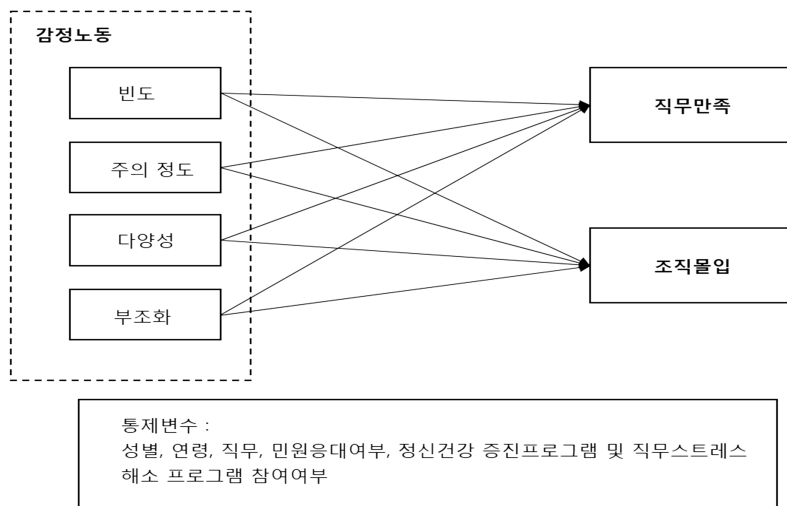 감정노동
빈도
직무만족
주의 정도
다양성
조직몰입
부조화
통제변수 :
성별, 연령, 직무, 민원응대여부, 정신건강 증진프로그램 및 직무스트레스
해소 프로그램 참여여부